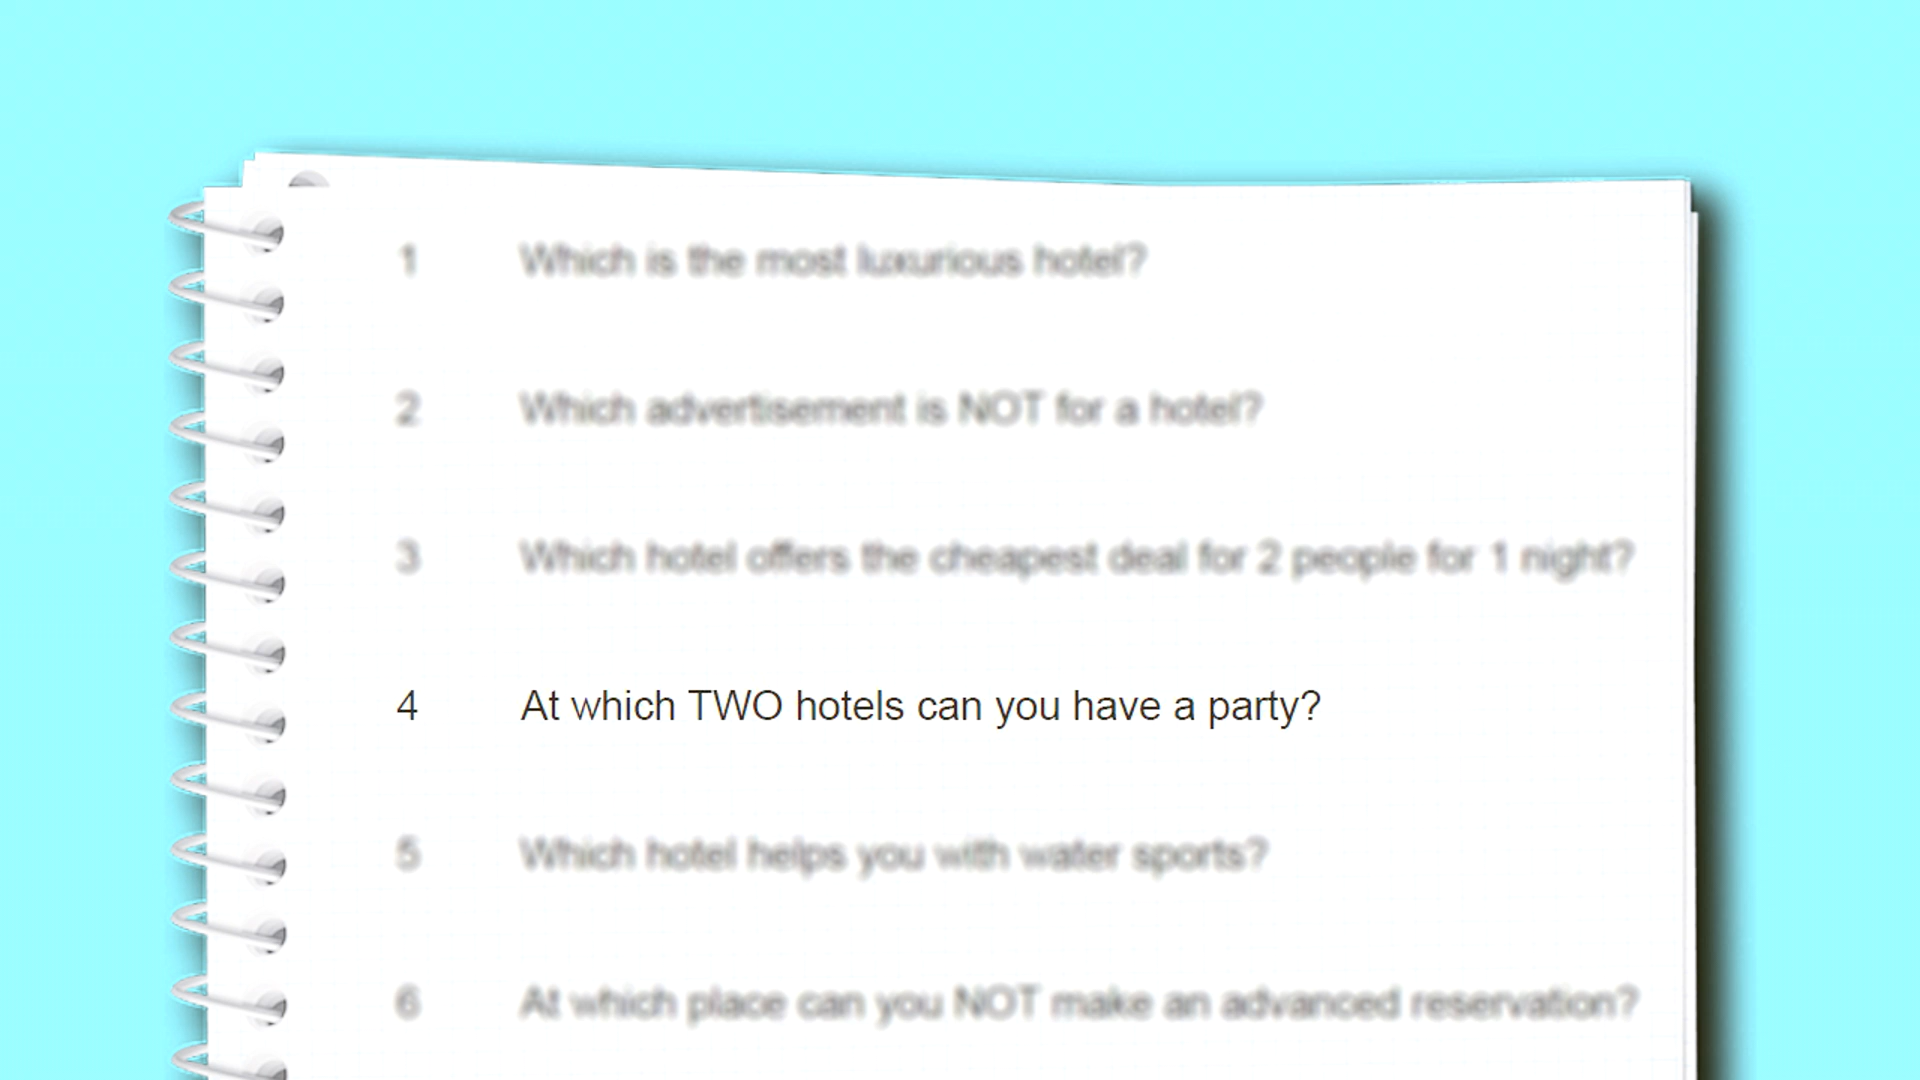 1 Which is the most luxurious hotel?
2 Which advertisement is NOT for a hotel?
3 Which hotel offers the cheapest deal for 2 people for 1 night?
4 At which TWO hotels can you have a party?
5 Which hotel helps you with water sports?
6 At which place can you NOT make an advanced reservation?